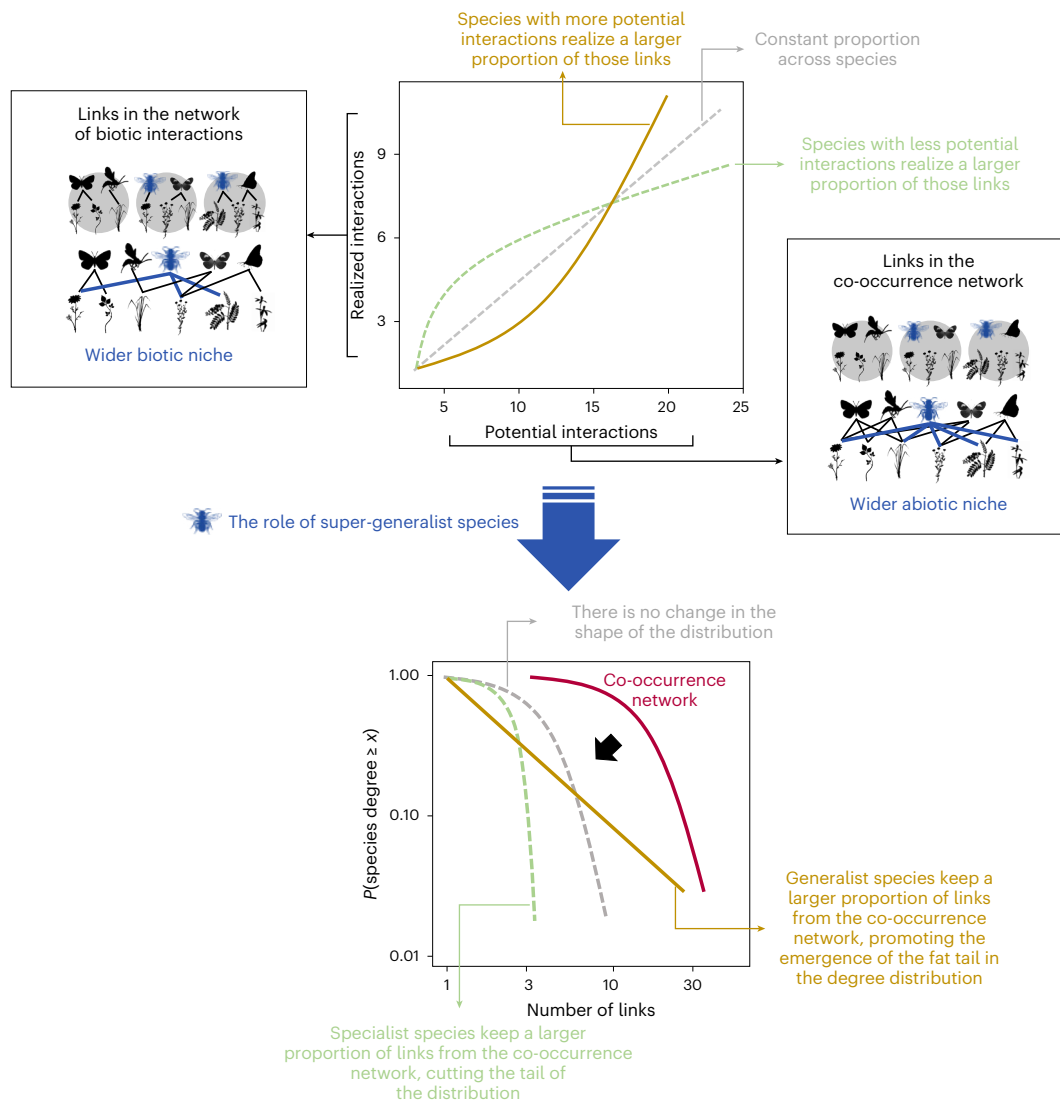 Species with more potential
interactions realize a larger
proportion of those links
Constant proportion
across species
Links in the network
of biotic interactions
Wider biotic niche
Realized interactions
9
6
3
5
10
15
20
25
Potential interactions
Species with less potential
interactions realize a larger
proportion of those links
Links in the
co-occurrence network
Wider abiotic niche
The role of super-generalist species
There is no change in the
shape of the distribution
Co-occurrence
network
P(species degree ≥ x)
1.00
0.10
0.01
1
3
10
30
Number of links
Generalist species keep a
larger proportion of links
from the co-occurrence
network, promoting the
emergence of the fat tail in
the degree distribution
Specialist species keep a larger
proportion of links from the co-occurrence
network, cutting the tail of
the distribution